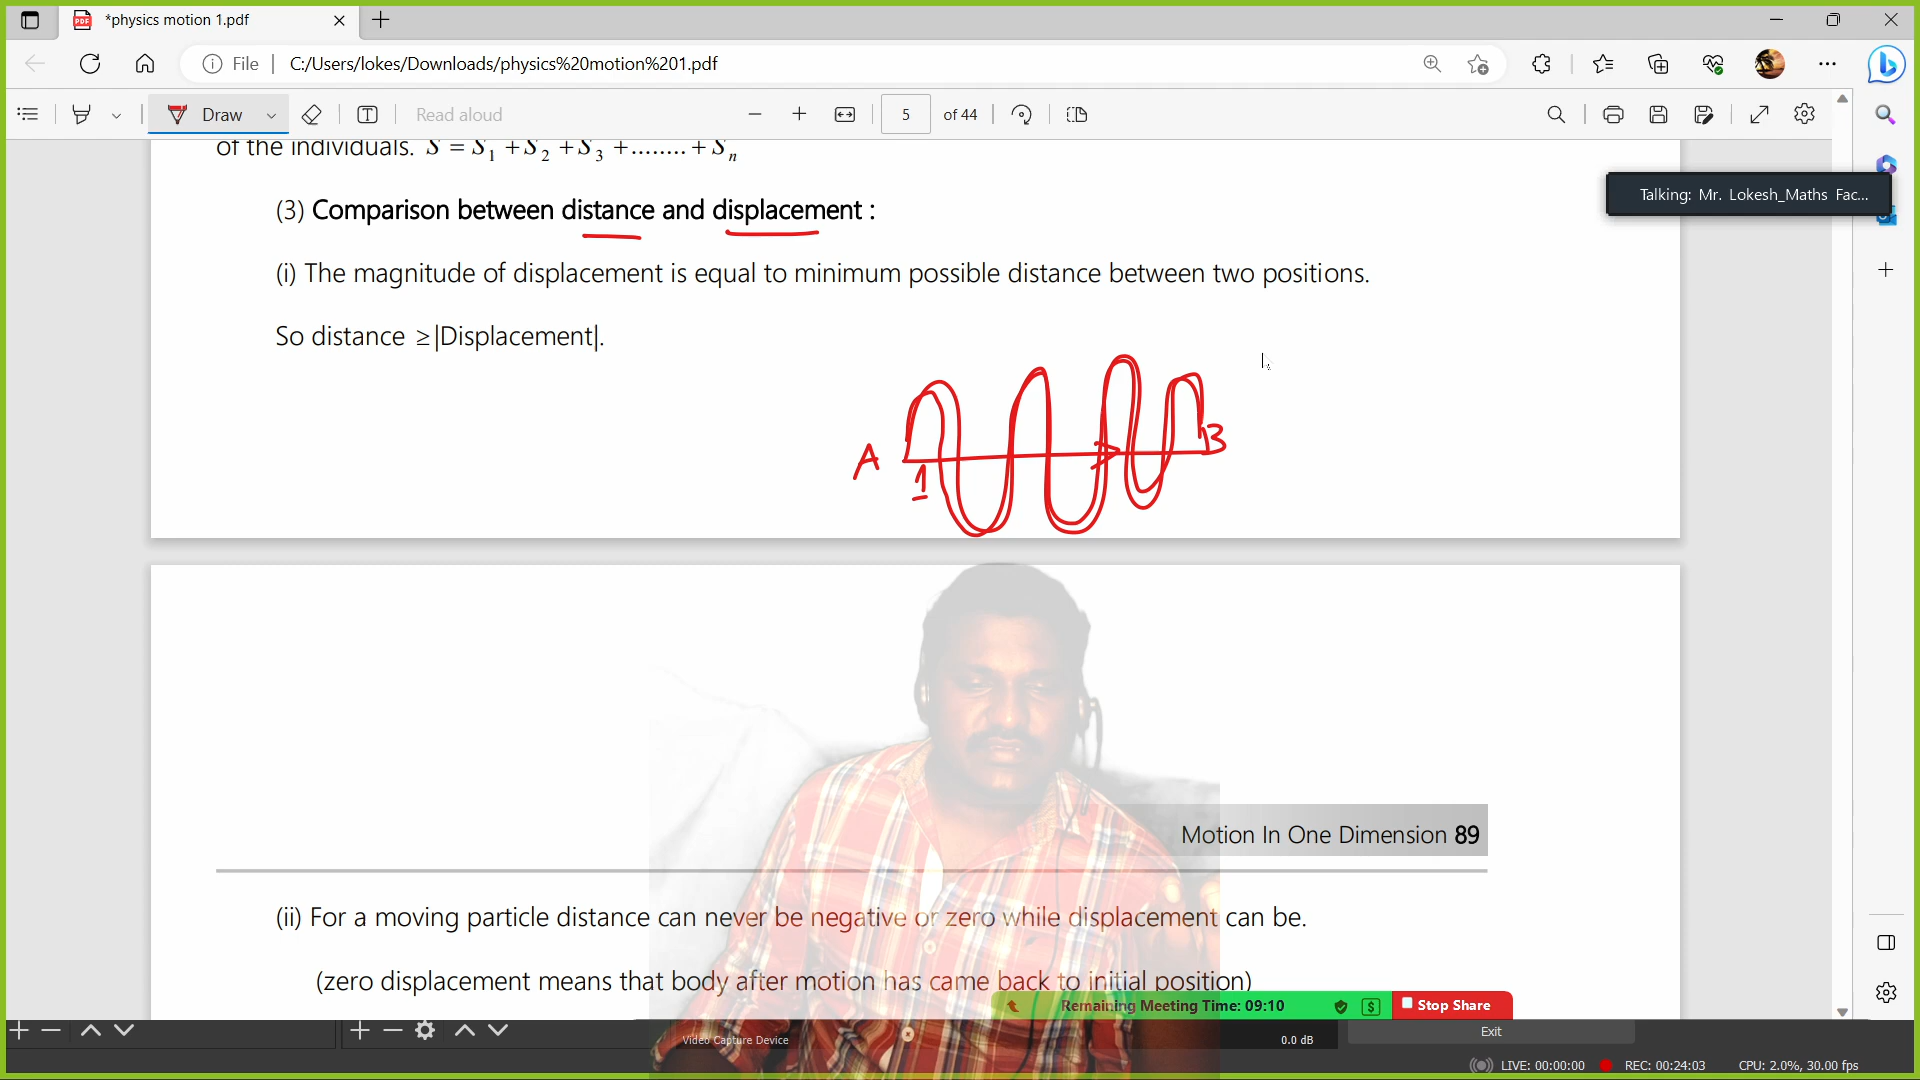 *physics motion 1.pdf
File
C:/Users/lokes/Downloads/physics%20motion%201.pdf
Draw
Read aloud
5 of 44
of the individuals. S = S1 + S2 + S3 + ........ + Sn
Talking: Mr. Lokesh_Maths Fac...
(3) Comparison between distance and displacement :
(i) The magnitude of displacement is equal to minimum possible distance between two positions.
So distance ≥ |Displacement|.
A
1
B
Motion In One Dimension 89
(ii) For a moving particle distance can never be negative or zero while displacement can be.
(zero displacement means that body after motion has came back to initial position)
Remaining Meeting Time: 09:10
Stop Share
Video Capture Device
0.0 dB
Exit
LIVE: 00:00:00
REC: 00:24:03
CPU: 2.0%, 30.00 fps